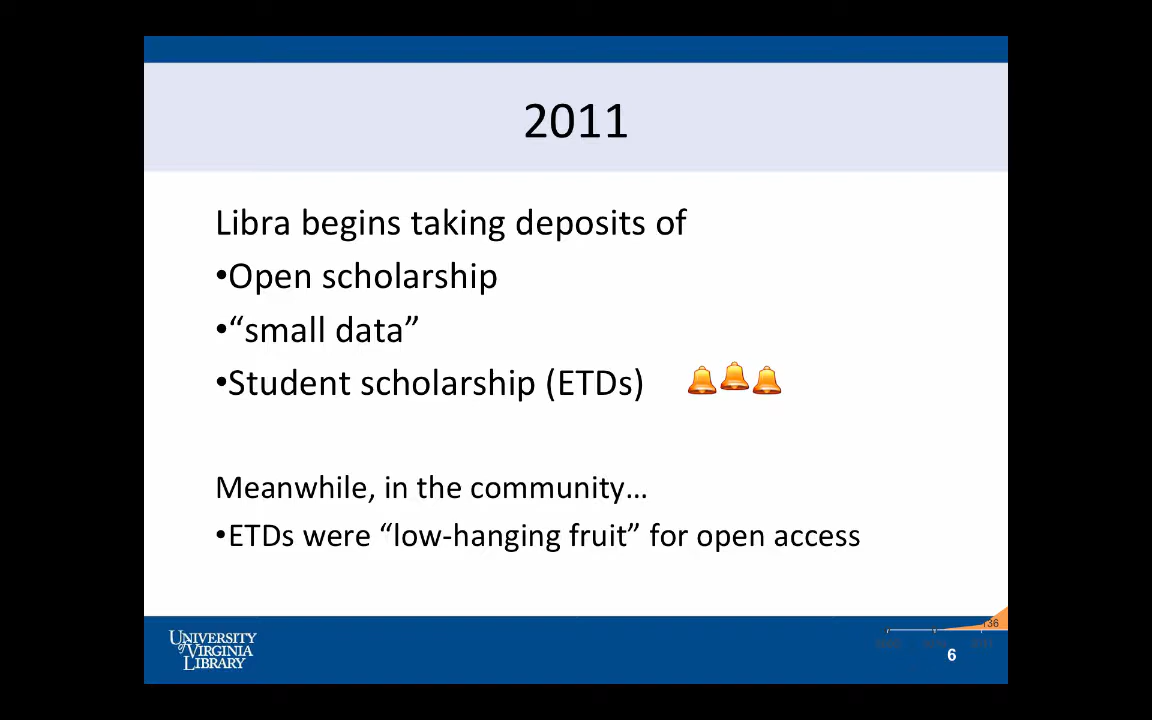 2011
Libra begins taking deposits of
•Open scholarship
•“small data”
•Student scholarship (ETDs)
Meanwhile, in the community…
•ETDs were “low-hanging fruit” for open access
UNIVERSITY
of VIRGINIA
LIBRARY
136
6